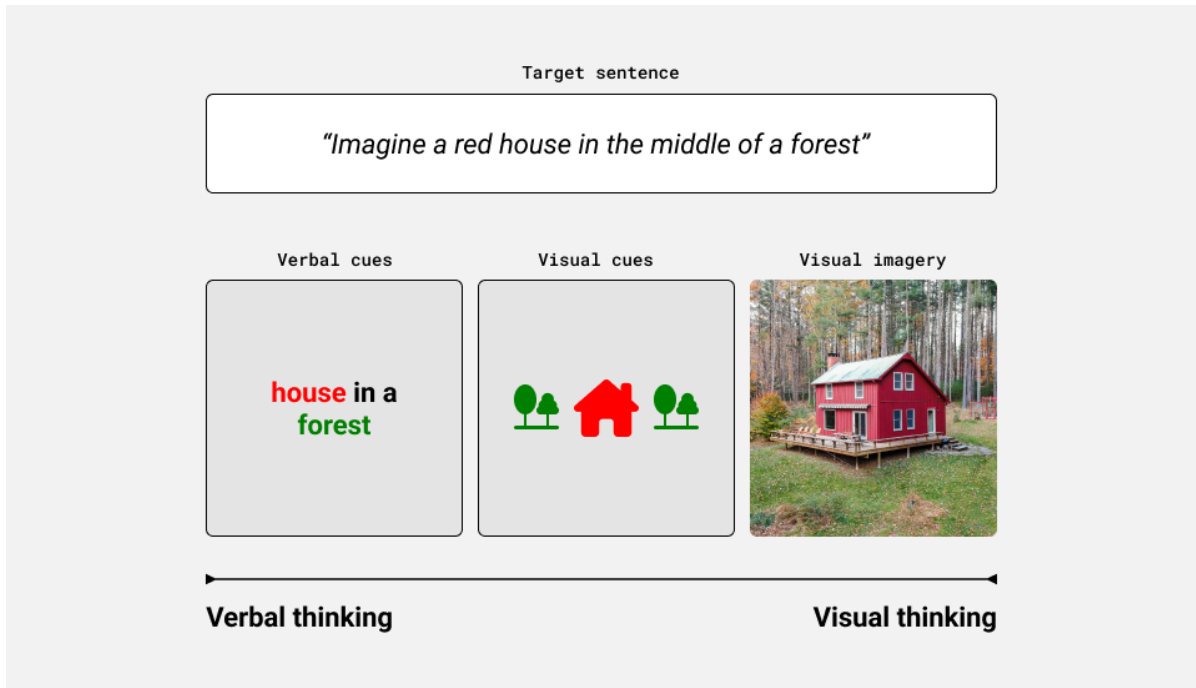 Target sentence
“Imagine a red house in the middle of a forest”
Verbal cues
Visual cues
Visual imagery
house in a
forest
Verbal thinking
Visual thinking